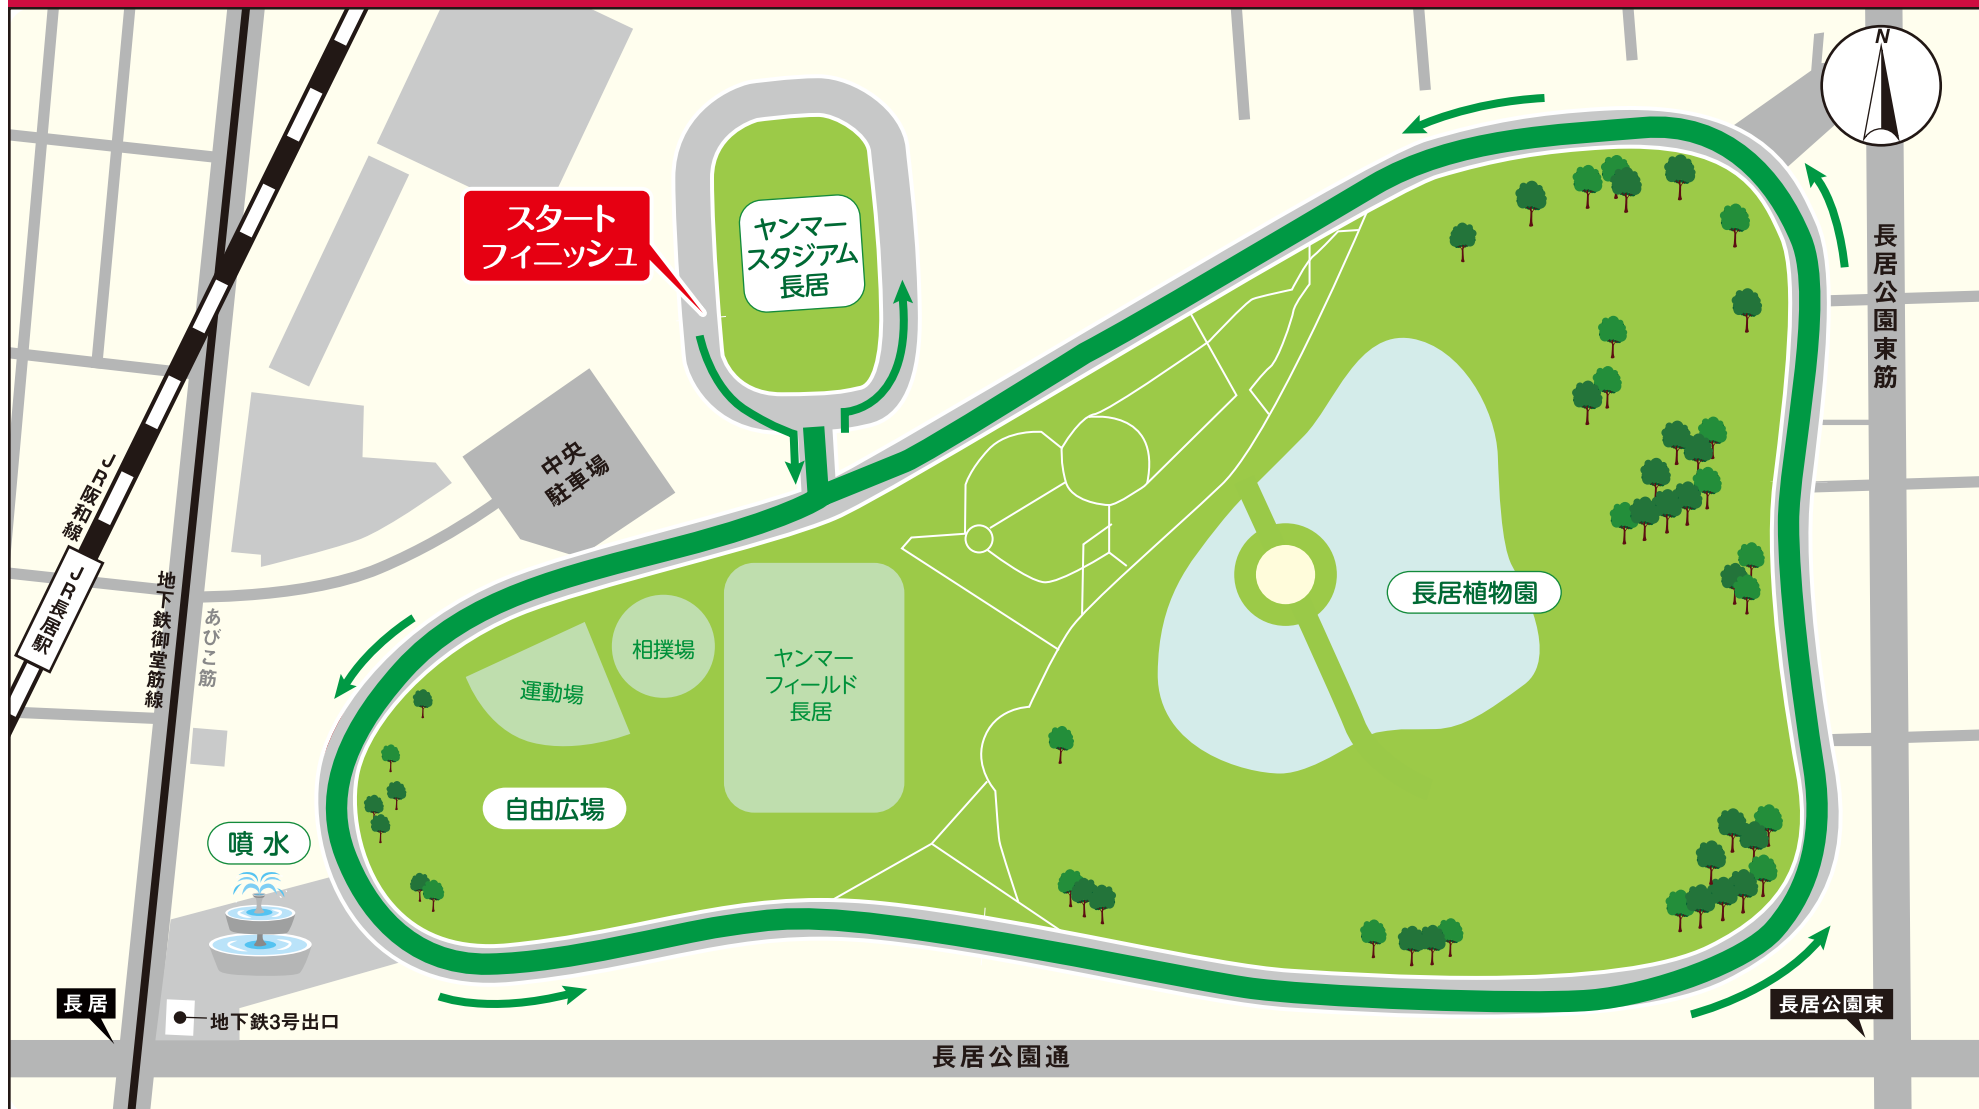 N
スタート
フィニッシュ
ヤンマー
スタジアム
長居
長居公園東筋
中央
駐車場
JR阪和線
JR長居駅
地下鉄御堂筋線
あびこ筋
長居植物園
相撲場
運動場
ヤンマー
フィールド
長居
自由広場
噴水
長居
地下鉄3号出口
長居公園東
長居公園通